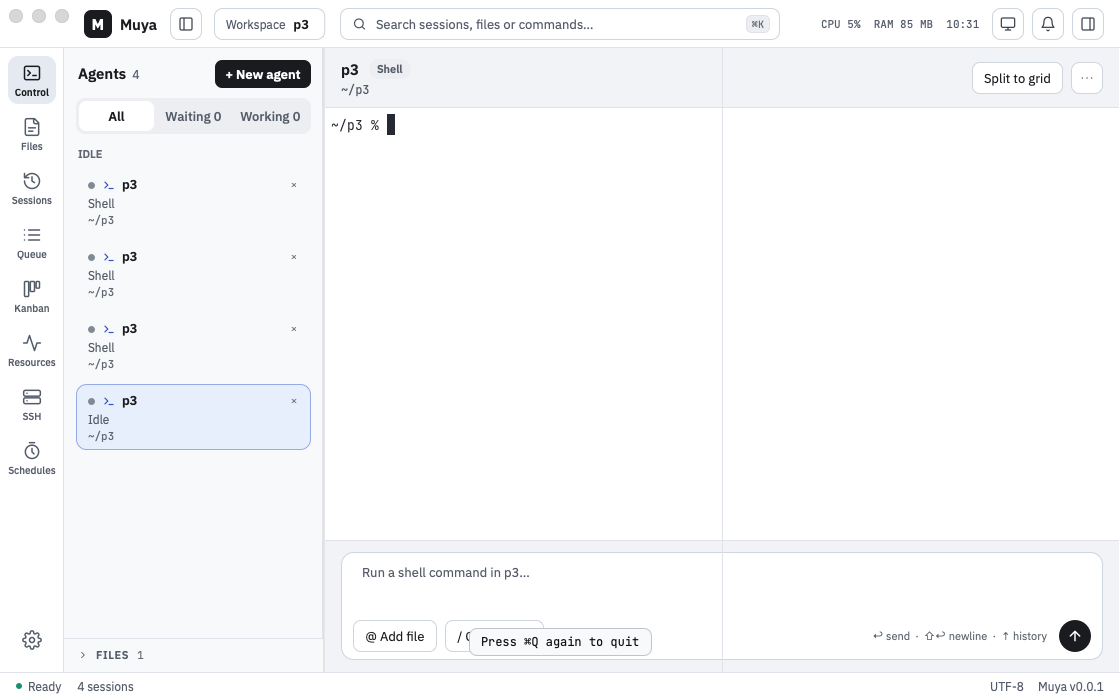 M Muya
Workspace p3
Search sessions, files or commands... ⌘K
CPU 5% RAM 85 MB 10:31
Control
Files
Sessions
Queue
Kanban
Resources
SSH
Schedules
Agents 4
+ New agent
All Waiting 0 Working 0
IDLE
p3 ×
Shell
~/p3
p3 ×
Shell
~/p3
p3 ×
Shell
~/p3
p3 ×
Idle
~/p3
FILES 1
p3 Shell
~/p3
Split to grid ···
~/p3 %
Run a shell command in p3...
@ Add file /
Press ⌘Q again to quit
↩ send · ⇧↩ newline · ↑ history
Ready 4 sessions
UTF-8 Muya v0.0.1